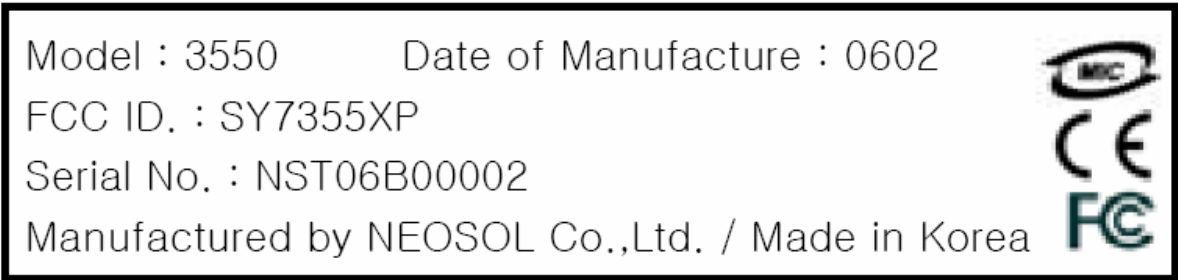 Model : 3550 Date of Manufacture : 0602
FCC ID. : SY7355XP
Serial No. : NST06B00002
Manufactured by NEOSOL Co.,Ltd. / Made in Korea
MIC
CE
FC